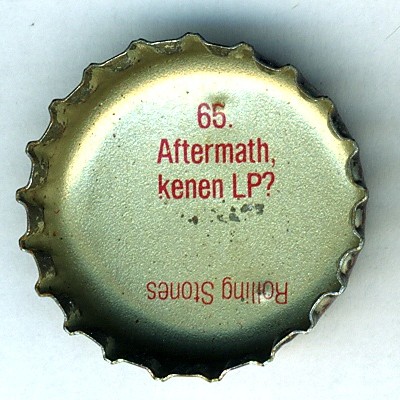 65.
Aftermath,
kenen LP?
Rolling Stones